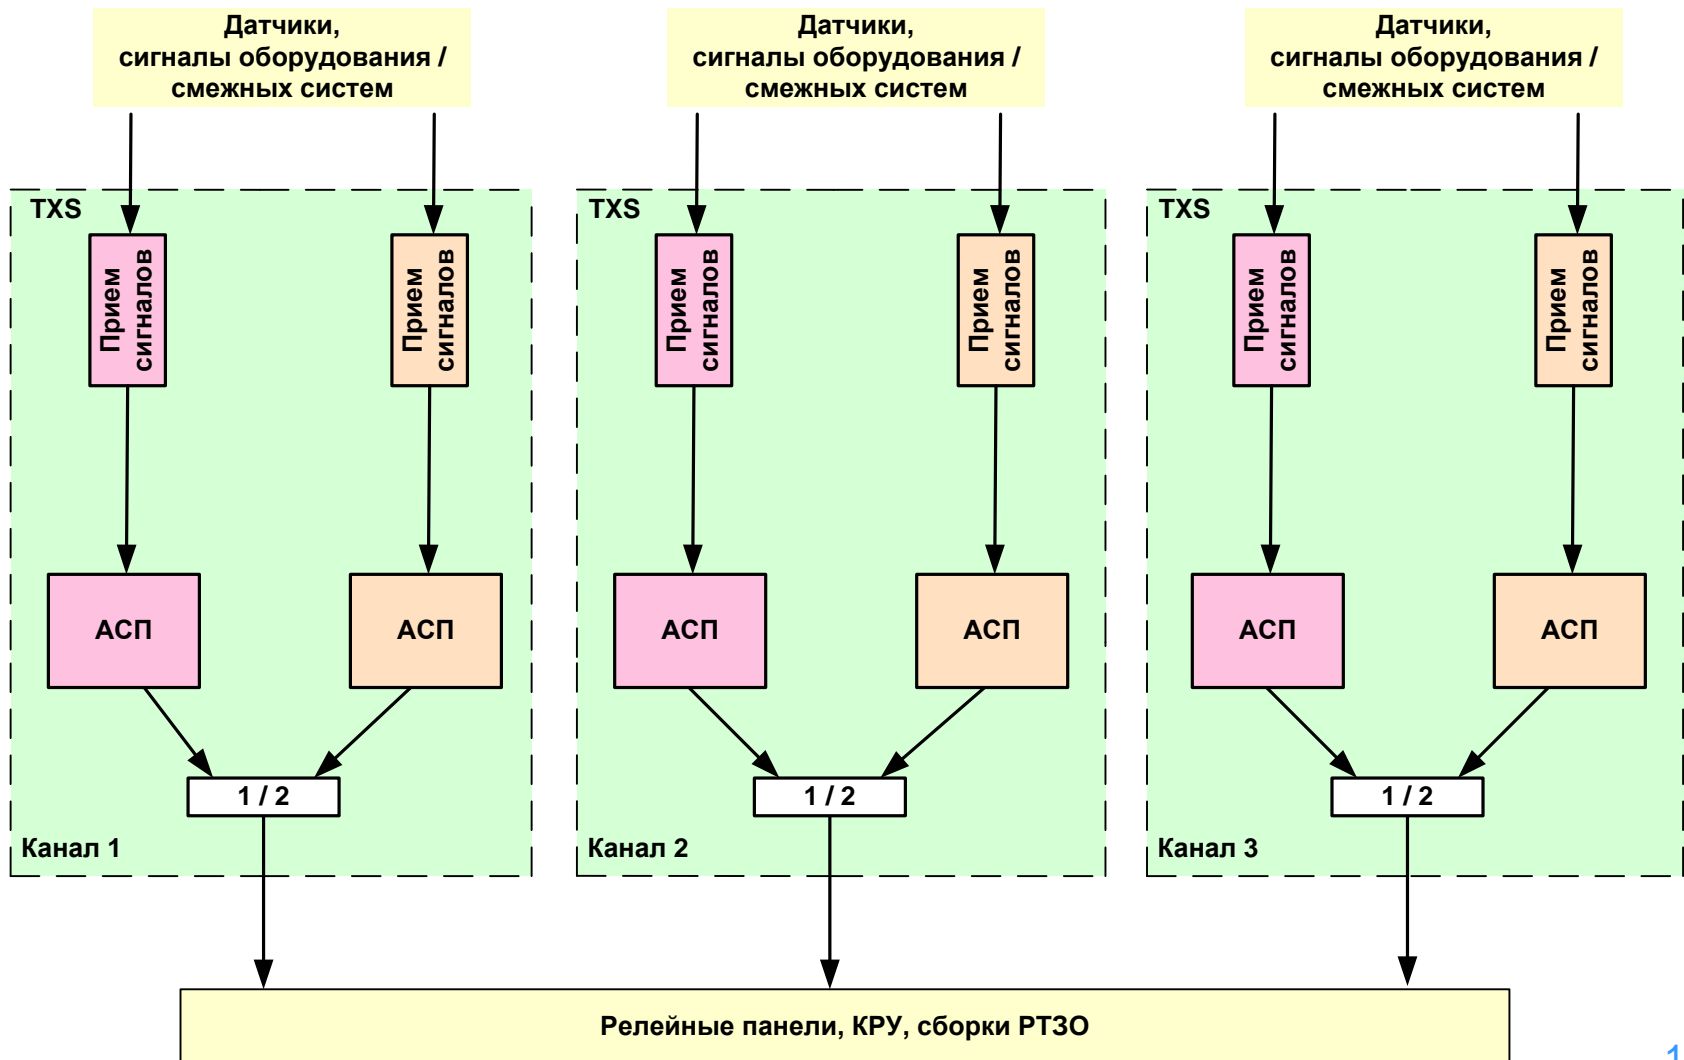 Датчики,
сигналы оборудования /
смежных систем
Датчики,
сигналы оборудования /
смежных систем
Датчики,
сигналы оборудования /
смежных систем
TXS
TXS
TXS
Прием
сигналов
Прием
сигналов
Прием
сигналов
Прием
сигналов
Прием
сигналов
Прием
сигналов
АСП
АСП
АСП
АСП
АСП
АСП
1 / 2
1 / 2
1 / 2
Канал 1
Канал 2
Канал 3
Релейные панели, КРУ, сборки РТЗО
1